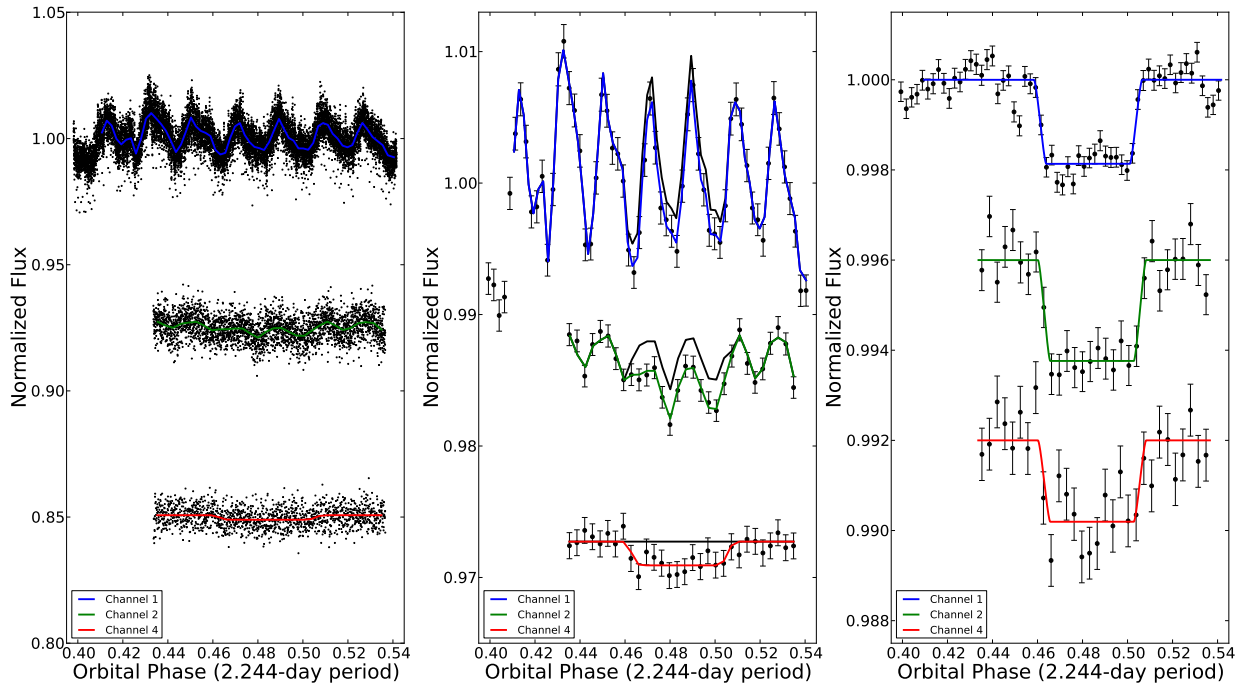 1.05
1.00
0.95
0.90
0.85
0.80
Normalized Flux
Channel 1
Channel 2
Channel 4
0.40 0.42 0.44 0.46 0.48 0.50 0.52 0.54
Orbital Phase (2.244-day period)
1.01
1.00
0.99
0.98
0.97
Normalized Flux
Channel 1
Channel 2
Channel 4
0.40 0.42 0.44 0.46 0.48 0.50 0.52 0.54
Orbital Phase (2.244-day period)
1.000
0.998
0.996
0.994
0.992
0.990
0.988
Normalized Flux
Channel 1
Channel 2
Channel 4
0.40 0.42 0.44 0.46 0.48 0.50 0.52 0.54
Orbital Phase (2.244-day period)